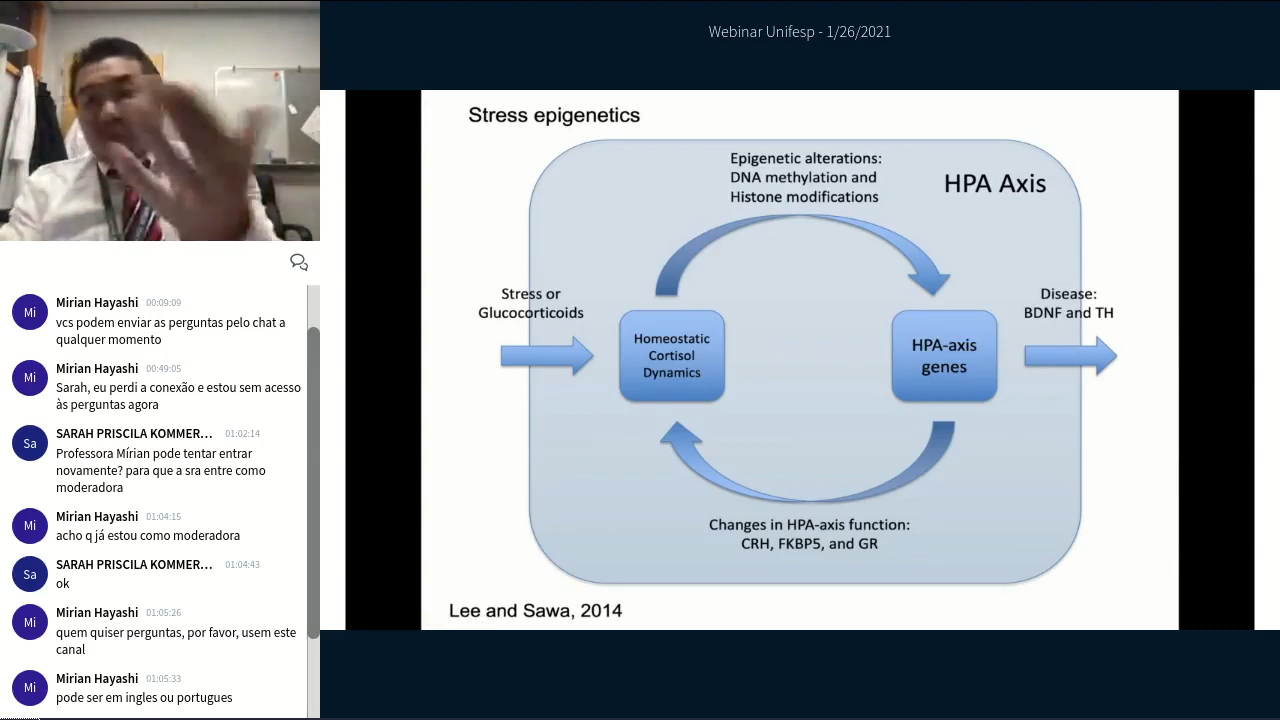 Webinar Unifesp - 1/26/2021
Mi
Mirian Hayashi 00:09:09
vcs podem enviar as perguntas pelo chat a
qualquer momento
Mi
Mirian Hayashi 00:49:05
Sarah, eu perdi a conexão e estou sem acesso
às perguntas agora
Sa
SARAH PRISCILA KOMMER... 01:02:14
Professora Mírian pode tentar entrar
novamente? para que a sra entre como
moderadora
Mi
Mirian Hayashi 01:04:15
acho q já estou como moderadora
Sa
SARAH PRISCILA KOMMER... 01:04:43
ok
Mi
Mirian Hayashi 01:05:26
quem quiser perguntas, por favor, usem este
canal
Mi
Mirian Hayashi 01:05:33
pode ser em ingles ou portugues
Stress epigenetics
Epigenetic alterations:
DNA methylation and
Histone modifications
HPA Axis
Stress or
Glucocorticoids
Homeostatic
Cortisol
Dynamics
HPA-axis
genes
Disease:
BDNF and TH
Changes in HPA-axis function:
CRH, FKBP5, and GR
Lee and Sawa, 2014